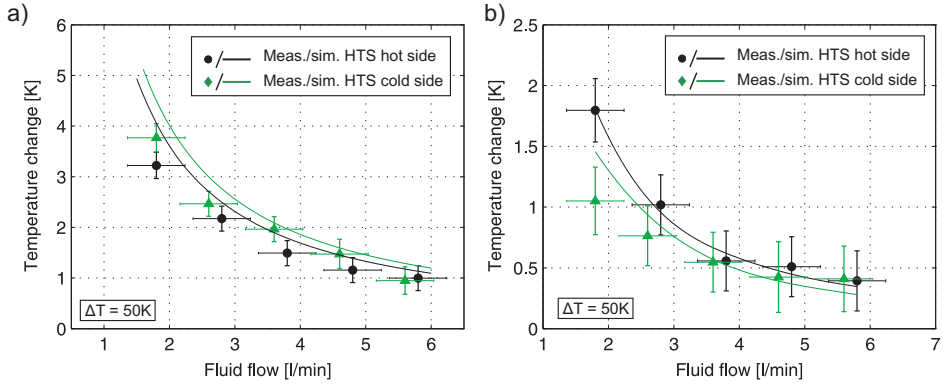 a)
6
5
4
3
2
1
0
1 2 3 4 5 6
Temperature change [K]
Fluid flow [l/min]
Meas./sim. HTS hot side
Meas./sim. HTS cold side
ΔT = 50K
b)
2.5
2
1.5
1
0.5
0
1 2 3 4 5 6 7
Temperature change [K]
Fluid flow [l/min]
Meas./sim. HTS hot side
Meas./sim. HTS cold side
ΔT = 50K